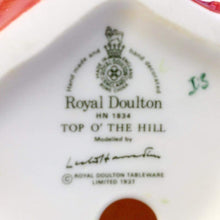 Hand made and hand decorated
Royal Doulton
HN 1834
TOP O' THE HILL
Modelled by
© ROYAL DOULTON TABLEWARE
LIMITED 1937